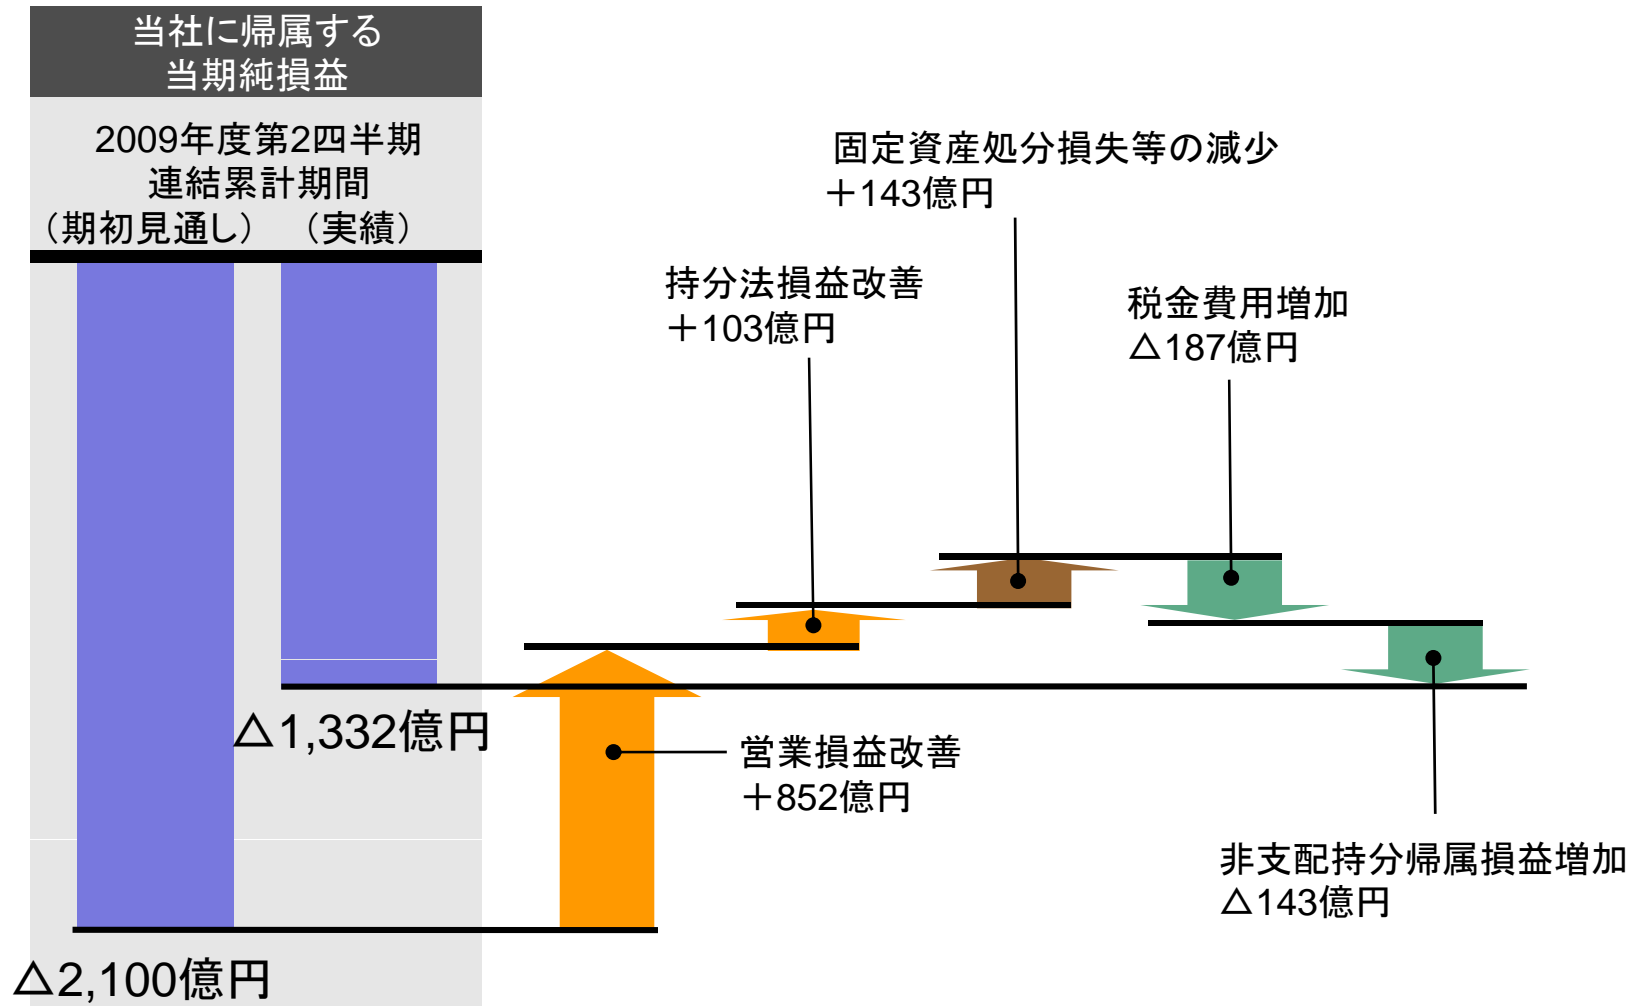 当社に帰属する
当期純損益
2009年度第2四半期
連結累計期間
（期初見通し） （実績）
固定資産処分損失等の減少
＋143億円
持分法損益改善
＋103億円
税金費用増加
△187億円
△1,332億円
営業損益改善
＋852億円
非支配持分帰属損益増加
△143億円
△2,100億円